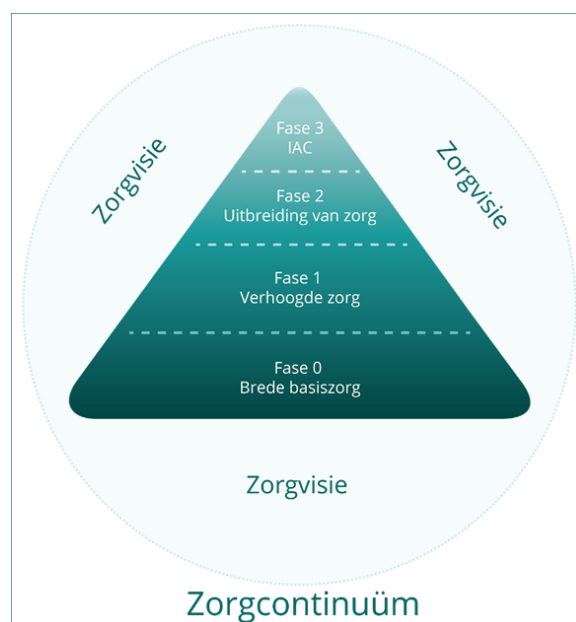 Zorgvisie
Zorgvisie
Fase 3
IAC
Fase 2
Uitbreiding van zorg
Fase 1
Verhoogde zorg
Fase 0
Brede basiszorg
Zorgvisie
Zorgcontinuüm